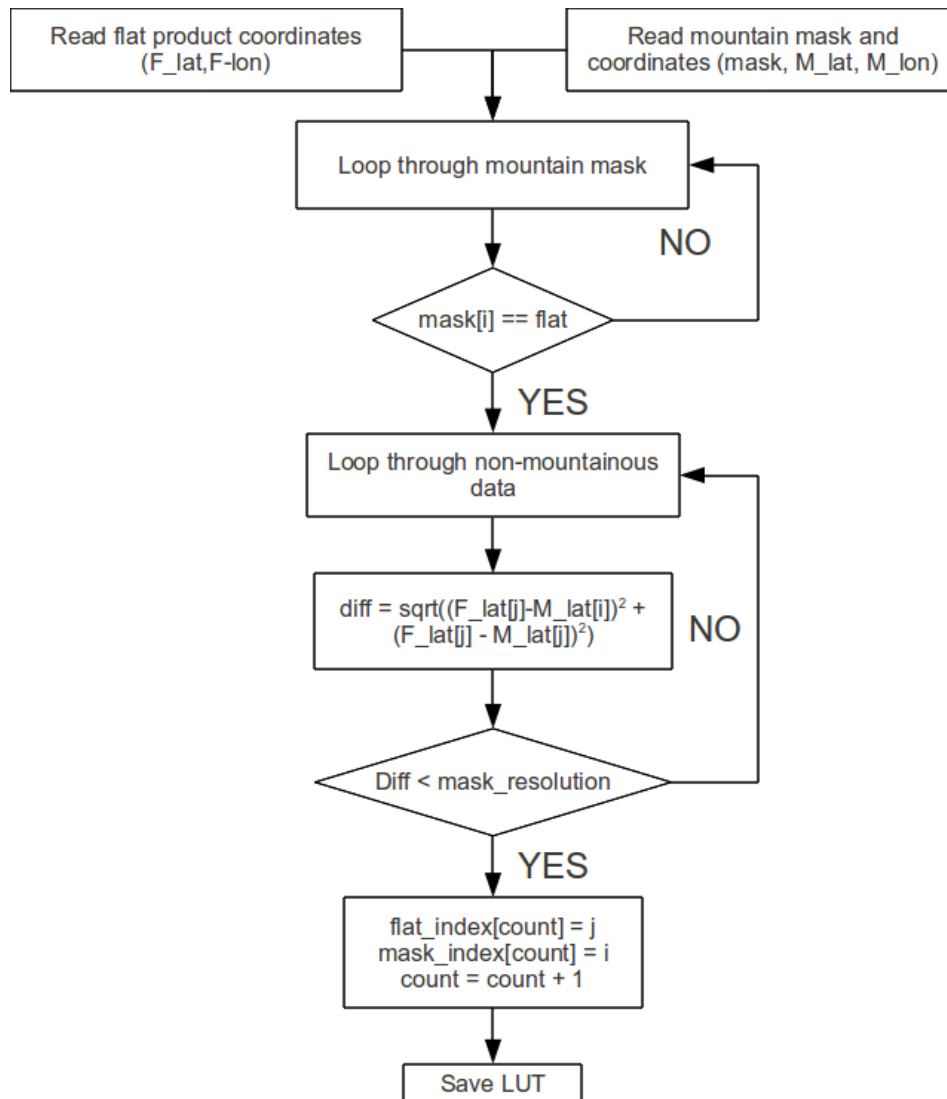 Read flat product coordinates
(F_lat,F-lon)
Read mountain mask and
coordinates (mask, M_lat, M_lon)
Loop through mountain mask
NO
mask[i] == flat
YES
Loop through non-mountainous
data
diff = sqrt((F_lat[j]-M_lat[i])² +
(F_lat[j] - M_lat[j])²)
NO
Diff < mask_resolution
YES
flat_index[count] = j
mask_index[count] = i
count = count + 1
Save LUT